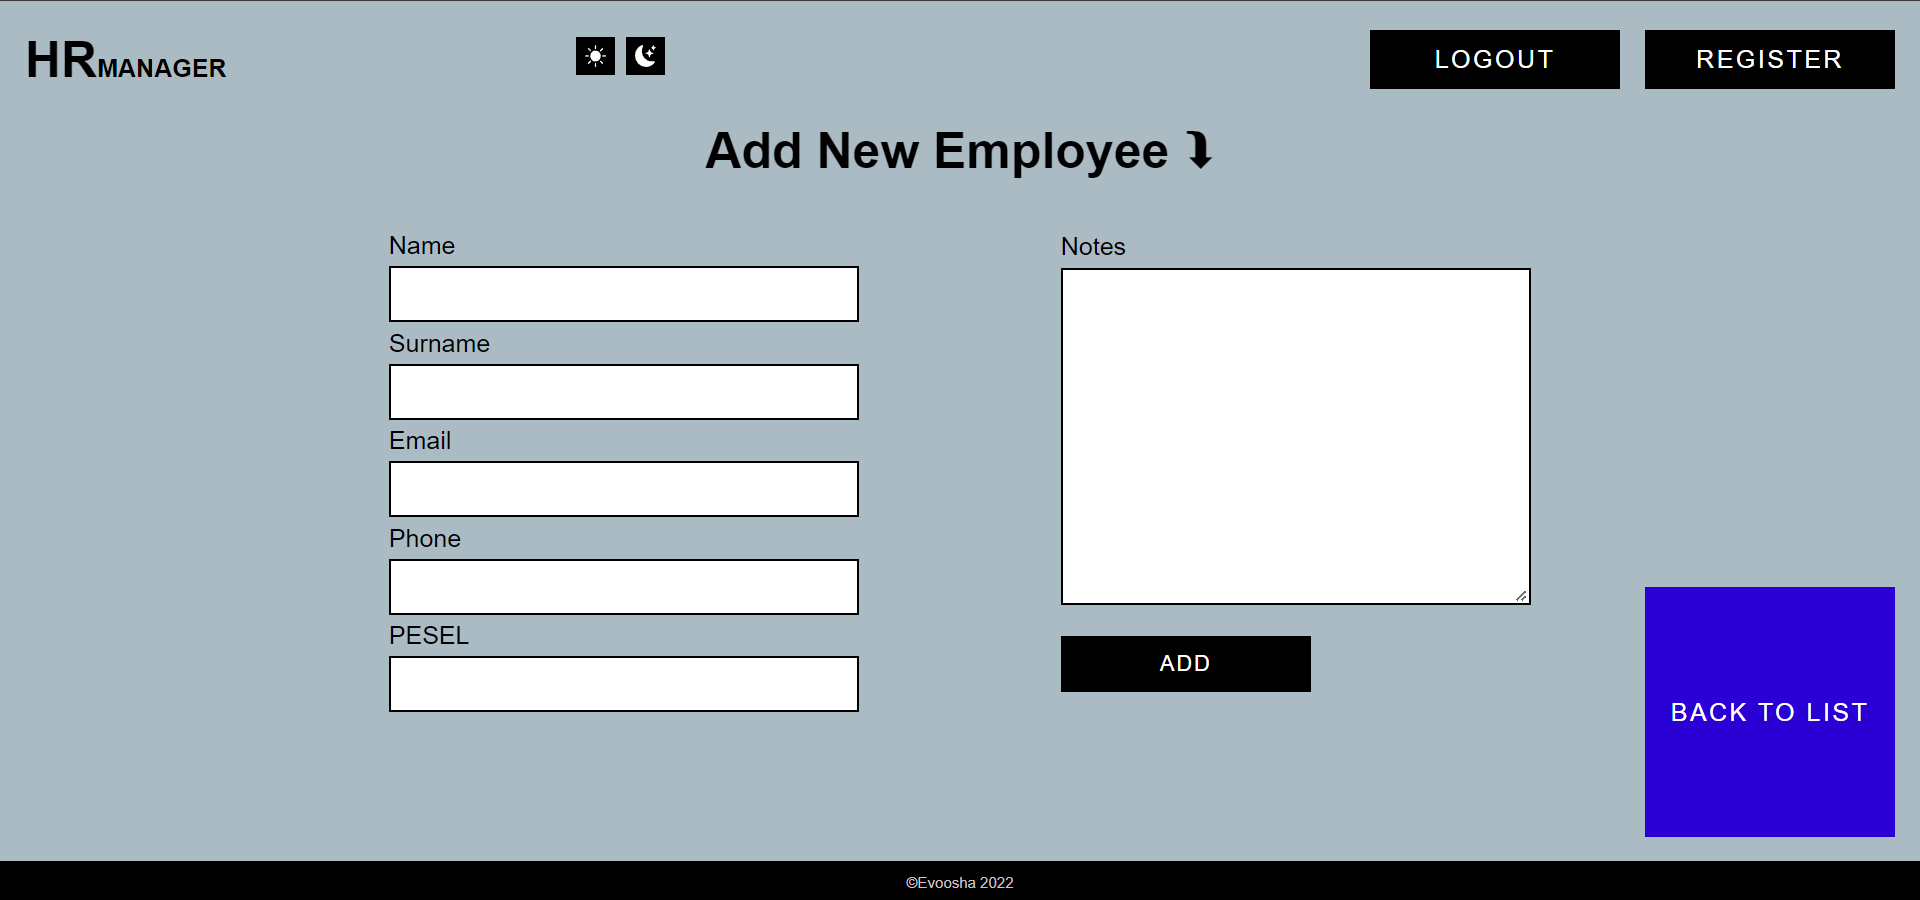 HRMANAGER
LOGOUT
REGISTER
Add New Employee ⤵
Name
Surname
Email
Phone
PESEL
Notes
ADD
BACK TO LIST
©Evoosha 2022